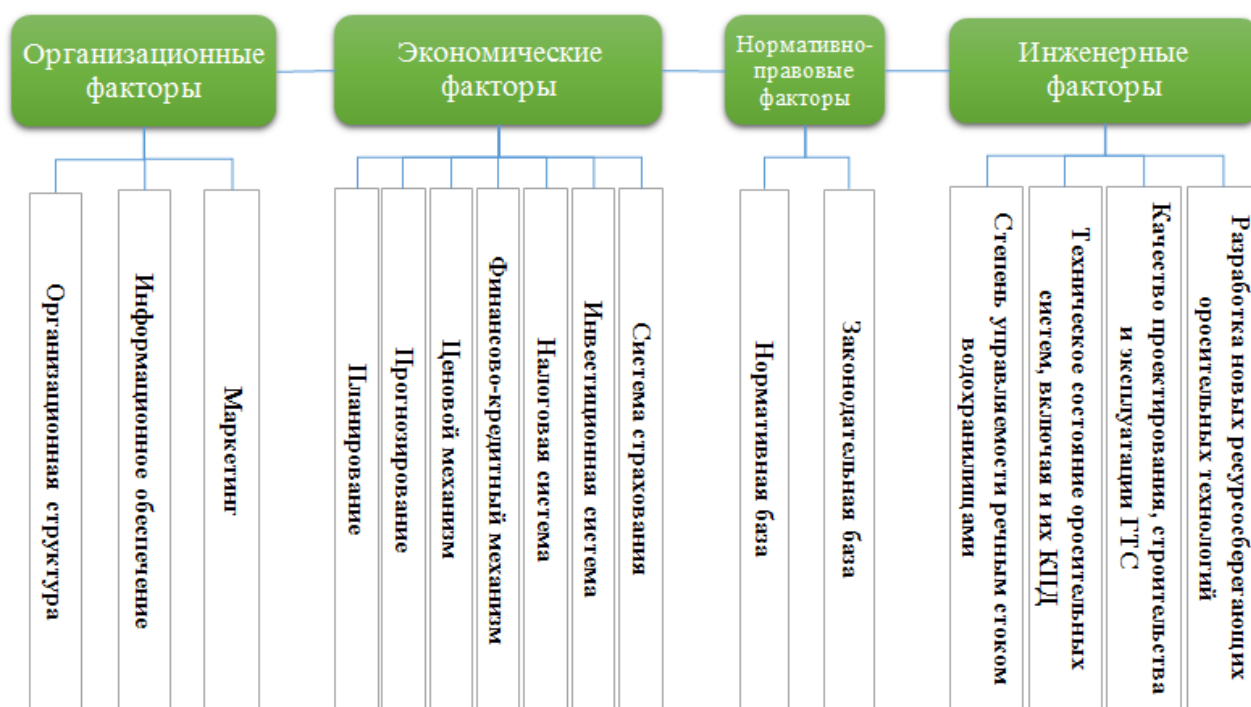 Организационные
факторы
Экономические
факторы
Нормативно-
правовые
факторы
Инженерные
факторы
Организационная структура
Информационное обеспечение
Маркетинг
Планирование
Прогнозирование
Ценовой механизм
Финансово-кредитный механизм
Налоговая система
Инвестиционная система
Система страхования
Нормативная база
Законодательная база
Степень управляемости речным стоком
водохранилищами
Техническое состояние оросительных
систем, включая и их КПД
Качество проектирования, строительства
и эксплуатации ГТС
Разработка новых ресурсосберегающих
оросительных технологий